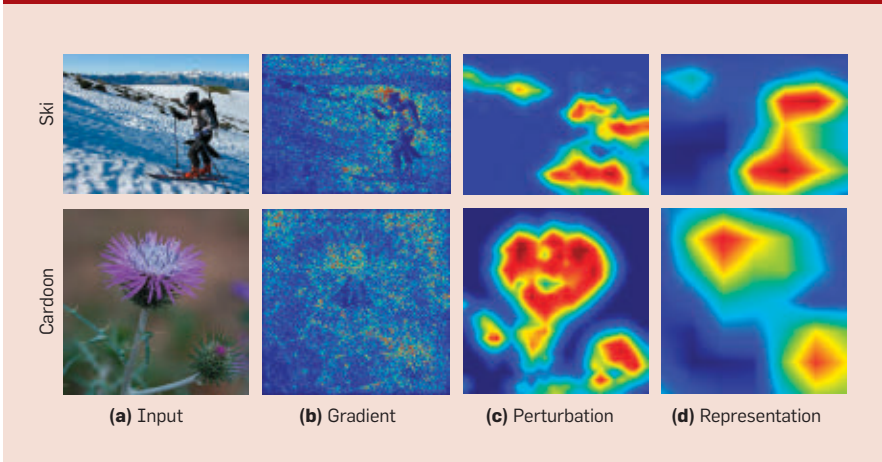 Ski
Cardoon
(a) Input
(b) Gradient
(c) Perturbation
(d) Representation